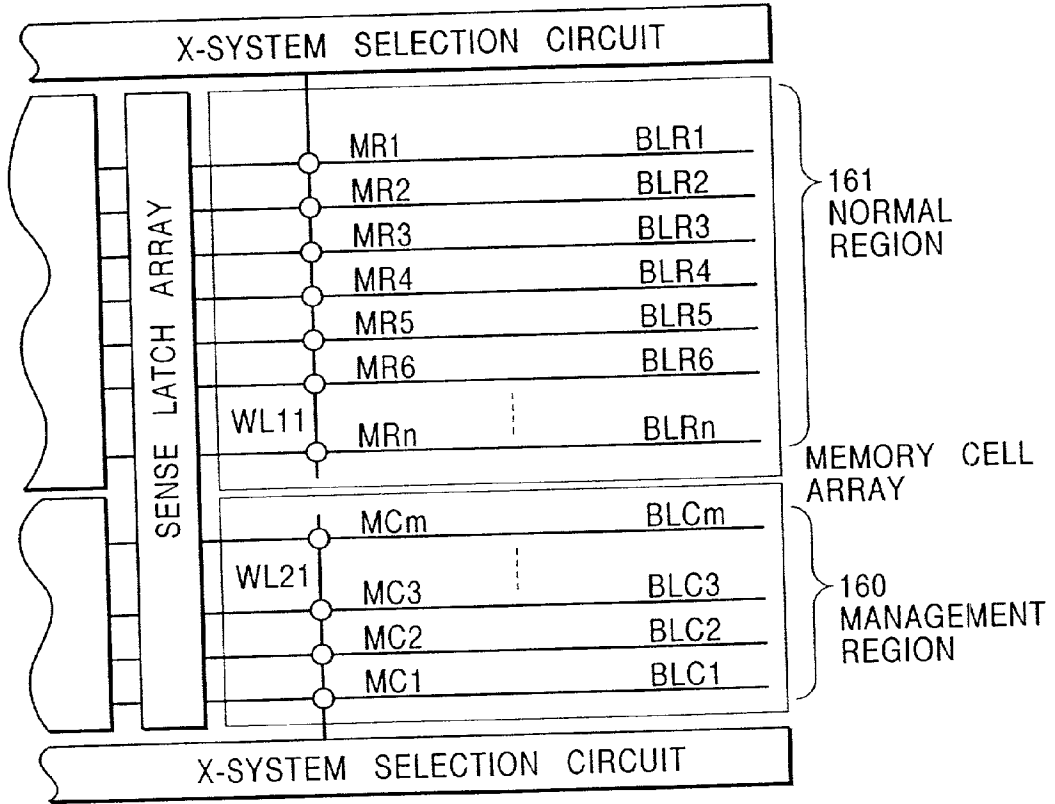 X-SYSTEM SELECTION CIRCUIT
SENSE LATCH ARRAY
MR1 BLR1
MR2 BLR2
MR3 BLR3
MR4 BLR4
MR5 BLR5
MR6 BLR6
WL11
MRn BLRn
161
NORMAL
REGION
MEMORY CELL
ARRAY
MCm BLCm
WL21
MC3 BLC3
MC2 BLC2
MC1 BLC1
160
MANAGEMENT
REGION
X-SYSTEM SELECTION CIRCUIT